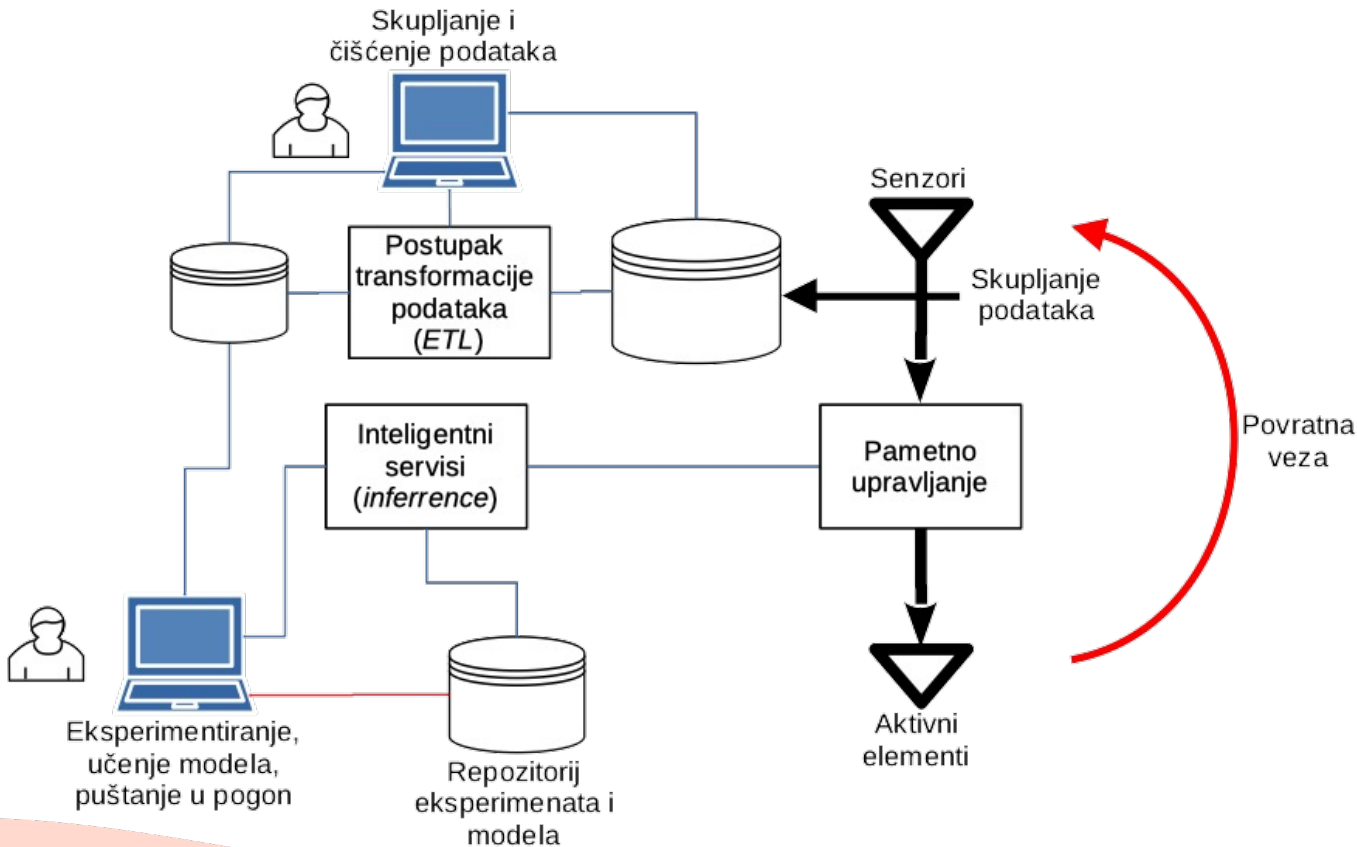 Skupljanje i
čišćenje podataka
Senzori
Postupak
transformacije
podataka
(ETL)
Skupljanje
podataka
Inteligentni
servisi
(inferrence)
Pametno
upravljanje
Povratna
veza
Eksperimentiranje,
učenje modela,
puštanje u pogon
Repozitorij
eksperimenata i
modela
Aktivni
elementi